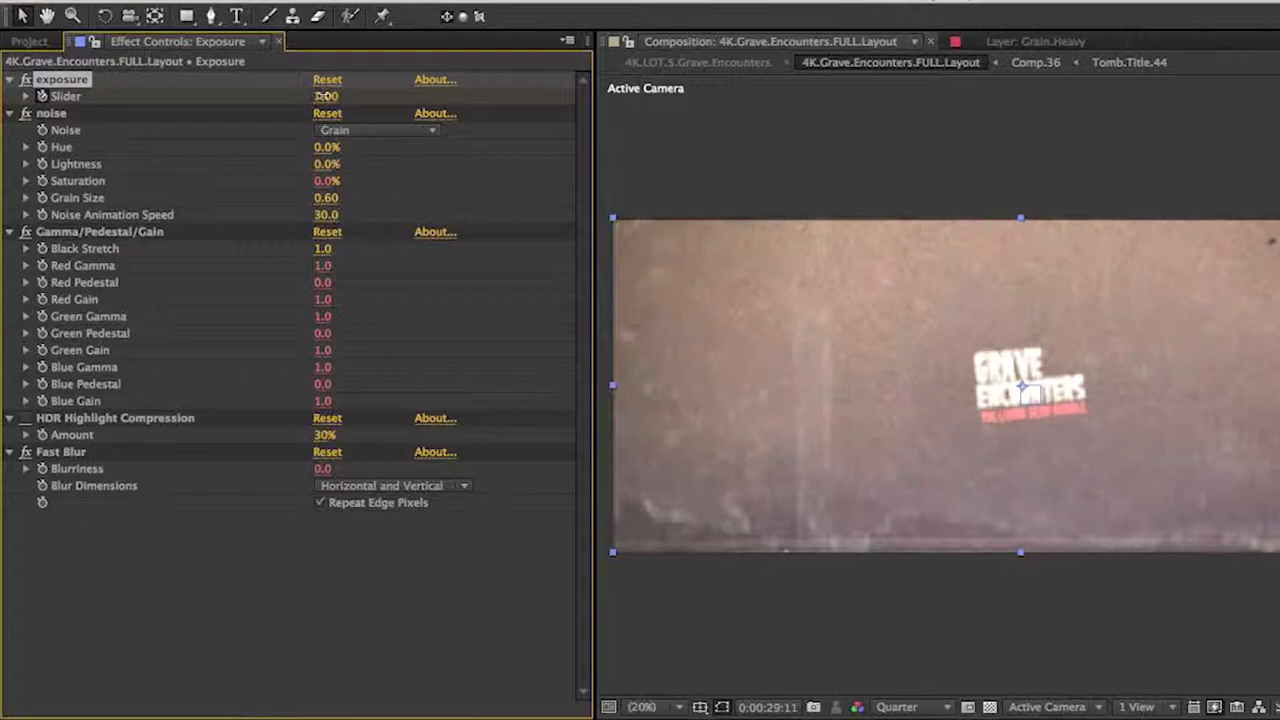 Project
Effect Controls: Exposure
4K.Grave.Encounters.FULL.Layout • Exposure
fx exposure Reset About...
Slider
fx noise Reset About...
Noise Grain
Hue 0.0%
Lightness 0.0%
Saturation 0.0%
Grain Size 0.60
Noise Animation Speed 30.0
Gamma/Pedestal/Gain Reset About...
Black Stretch 1.0
Red Gamma 1.0
Red Pedestal 0.0
Red Gain 1.0
Green Gamma 1.0
Green Pedestal 0.0
Green Gain 1.0
Blue Gamma 1.0
Blue Pedestal 0.0
Blue Gain 1.0
HDR Highlight Compression Reset About...
Amount 30%
fx Fast Blur Reset About...
Blurriness 0.0
Blur Dimensions Horizontal and Vertical
Repeat Edge Pixels
Composition: 4K.Grave.Encounters.FULL.Layout
Layer: Grain.Heavy
4K.LOT.S.Grave.Encounters
4K.Grave.Encounters.FULL.Layout
Comp.36
Tomb.Title.44
Active Camera
GRAVE
ENCOUNTERS
(20%) 0:00:29:11 Quarter Active Camera 1 View